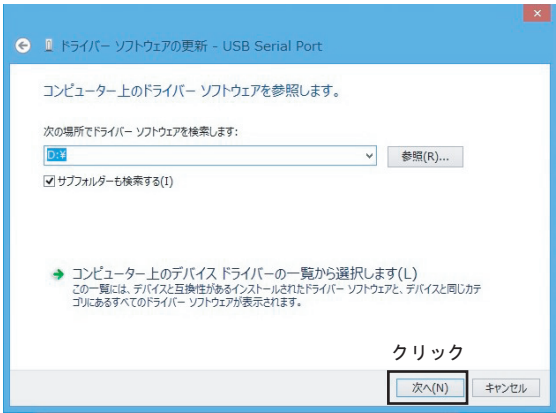 ドライバー ソフトウェアの更新 - USB Serial Port
コンピューター上のドライバー ソフトウェアを参照します。
次の場所でドライバー ソフトウェアを検索します:
D:¥
参照(R)...
サブフォルダーも検索する(I)
コンピューター上のデバイス ドライバーの一覧から選択します(L)
この一覧には、デバイスと互換性があるインストールされたドライバー ソフトウェアと、デバイスと同じカテ
ゴリにあるすべてのドライバー ソフトウェアが表示されます。
クリック
次へ(N)
キャンセル